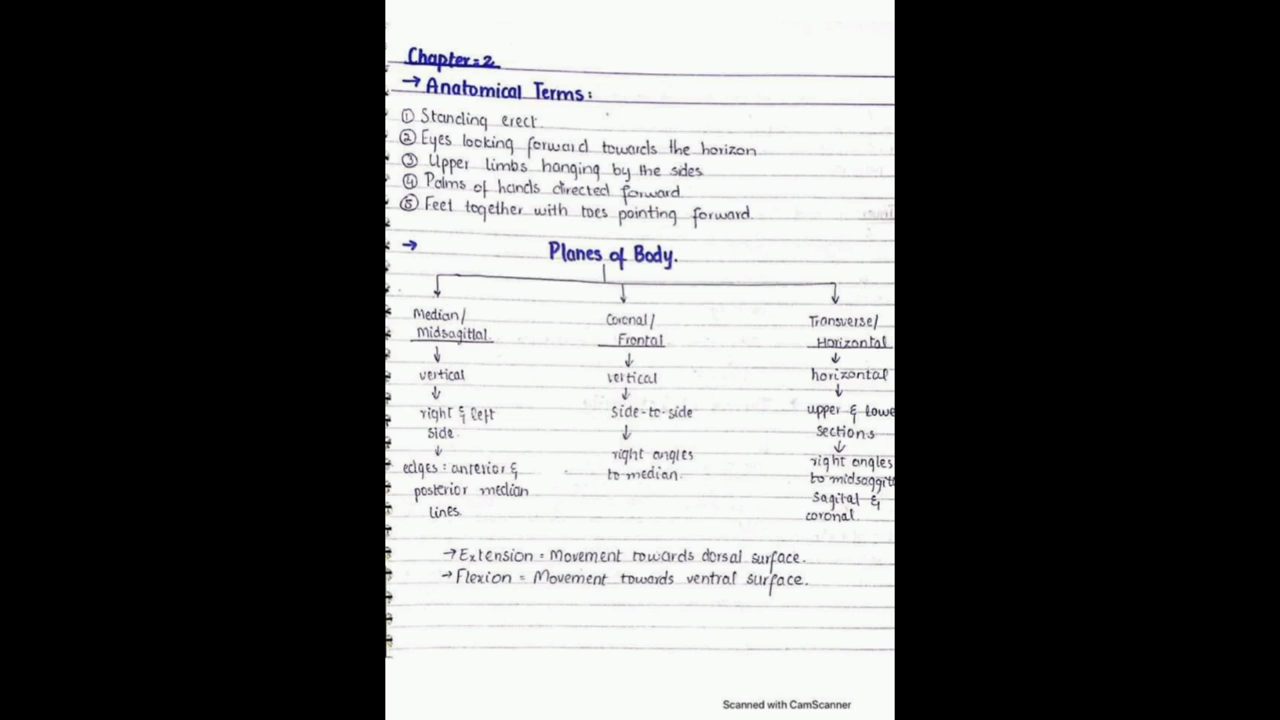 Chapter=2
→ Anatomical Terms:
① Standing erect.
② Eyes looking forward towards the horizon
③ Upper limbs hanging by the sides
④ Palms of hands directed forward
⑤ Feet together with toes pointing forward.
→ Planes of Body.
Median/ Coronal/ Transverse/
Midsagittal Frontal Horizontal
↓ ↓ ↓
vertical vertical horizontal
↓ ↓ ↓
right & left side-to-side upper & Lowe
side. sections
↓ ↓ ↓
edges: anterior & right angles right angles
posterior median to median. to midsaggit
lines sagital &
coronal.
→ Extension = Movement towards dorsal surface.
→ Flexion = Movement towards ventral surface.
Scanned with CamScanner